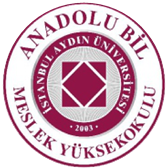 ANADOLU BİL
MESLEK YÜKSEKOKULU
İSTANBUL AYDIN ÜNİVERSİTESİ
• 2003 •